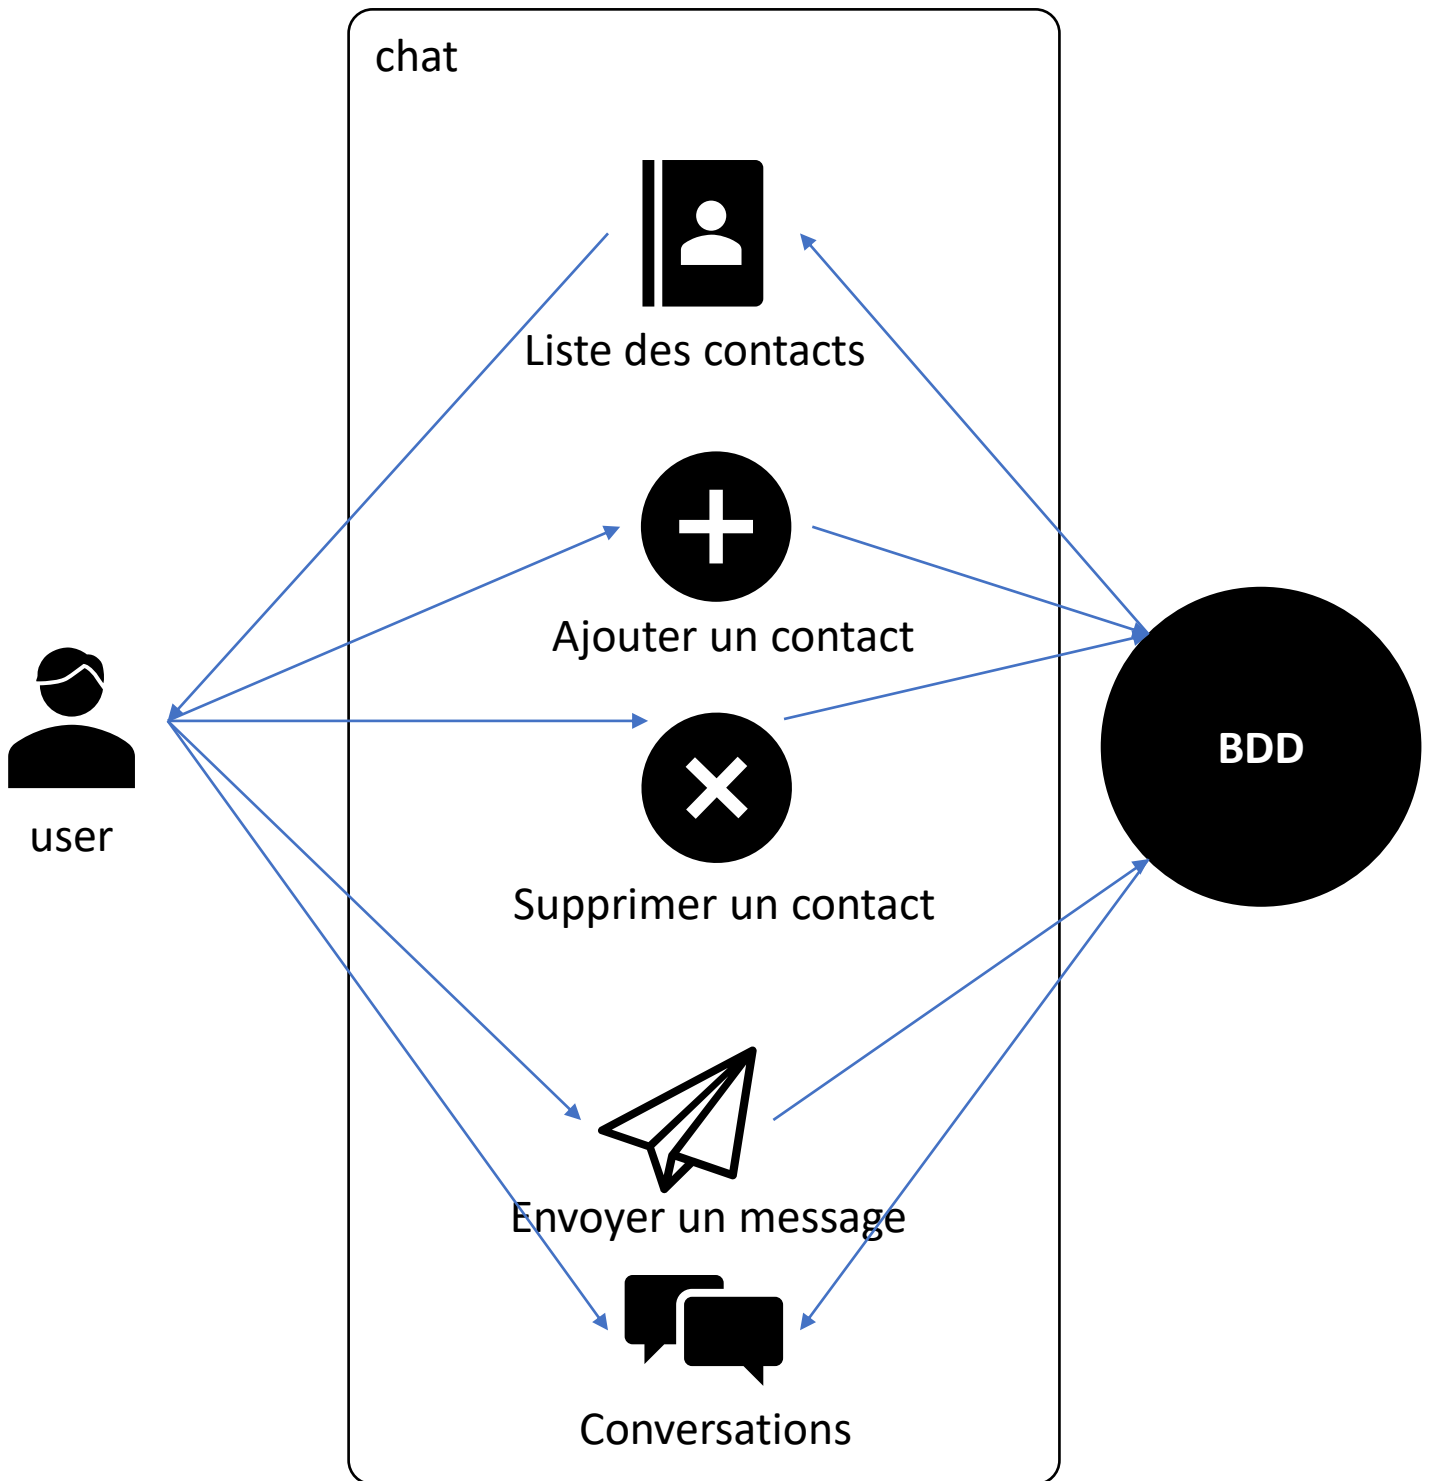 chat
Liste des contacts
Ajouter un contact
user
BDD
Supprimer un contact
Envoyer un message
Conversations